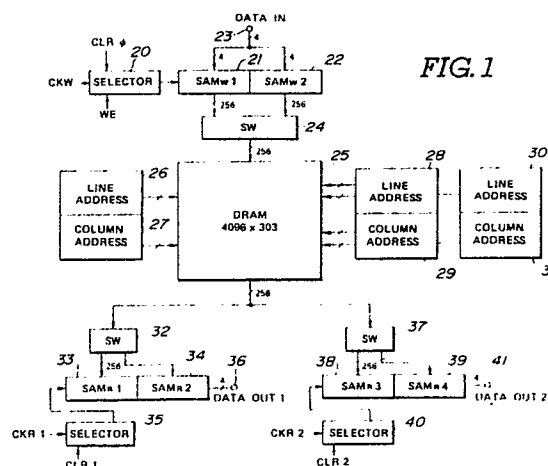 DATA IN
23
4
CLR φ
20
4
21
4
22
FIG. 1
CKW
SELECTOR
SAMW 1
SAMW 2
256
256
WE
SW
24
256
26
25
28
30
LINE ADDRESS
DRAM
4096 x 303
LINE ADDRESS
LINE ADDRESS
27
COLUMN ADDRESS
COLUMN ADDRESS
COLUMN ADDRESS
29
256
32
37
SW
SW
33
256
34
36
38
256
39
41
SAMR 1
SAMR 2
4
DATA OUT 1
SAMR 3
SAMR 4
4
DATA OUT 2
35
40
CKR 1
SELECTOR
CKR 2
SELECTOR
CLR 1
CLR 2